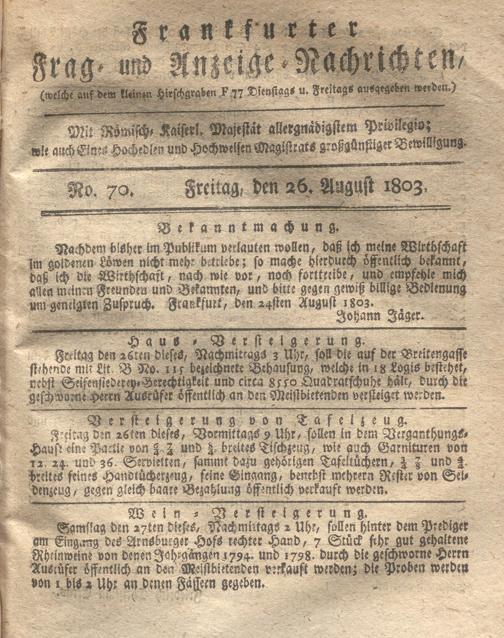 Frankfurter
Frag- und Anzeige-Nachrichten,
(welche auf dem kleinen Hirschgraben F 77 Dienstags u. Freitags ausgegeben werden.)
Mit Römisch-Kaiserl. Majestät allergnädigstem Privilegio;
wie auch Eines Hochedlen und Hochweisen Magistrats großgünstiger Bewilligung.
No. 70. Freitag, den 26. August 1803.
Bekanntmachung.
Nachdem bisher im Publikum verlauten wollen, daß ich meine Wirthschaft
im goldenen Löwen nicht mehr betriebe; so mache hierdurch öffentlich bekannt,
daß ich die Wirthschaft, nach wie vor, noch forttreibe, und empfehle mich
allen meinen Freunden und Bekannten, und bitte gegen gewiß billige Bedienung
um geneigten Zuspruch. Frankfurt, den 24sten August 1803.
Johann Jäger.
Haus-Versteigerung.
Freitag den 26ten dieses, Nachmittags 3 Uhr, soll die auf der Breitengasse
stehende mit Lit. B No. 115 bezeichnete Behausung, welche in 18 Logis bestehet,
nebst Seifensiederey-Gerechtigkeit und circa 8550 Quadratschuhe hält, durch die
geschworne Herrn Ausrüfer öffentlich an den Meistbietenden versteiget werden.
Versteigerung von Tafelzeug.
Freitag den 26ten dieses, Vormittags 9 Uhr, sollen in dem Verganthungs-
Haus eine Partie von und breites Tischzeug, wie auch Garnituren von
12. 24. und 36. Servietten, sammt dazu gehörigen Tafeltüchern, und
breites feines Handtücherzeug, feine Gingang, benebst mehrern Rester von Sei-
denzeug, gegen gleich baare Bezahlung öffentlich verkauft werden.
Wein-Versteigerung.
Samstag den 27ten dieses, Nachmittags 2 Uhr, sollen hinter dem Prediger
am Eingang des Arnsburger Hofs rechter Hand, 7 Stück sehr gut gehaltene
Rheinweine von denen Jahrgängen 1794. und 1798. durch die geschworne Herrn
Ausrüfer öffentlich an den Meistbietenden verkauft werden; die Proben werden
von 1 bis 2 Uhr an denen Fässern gegeben.